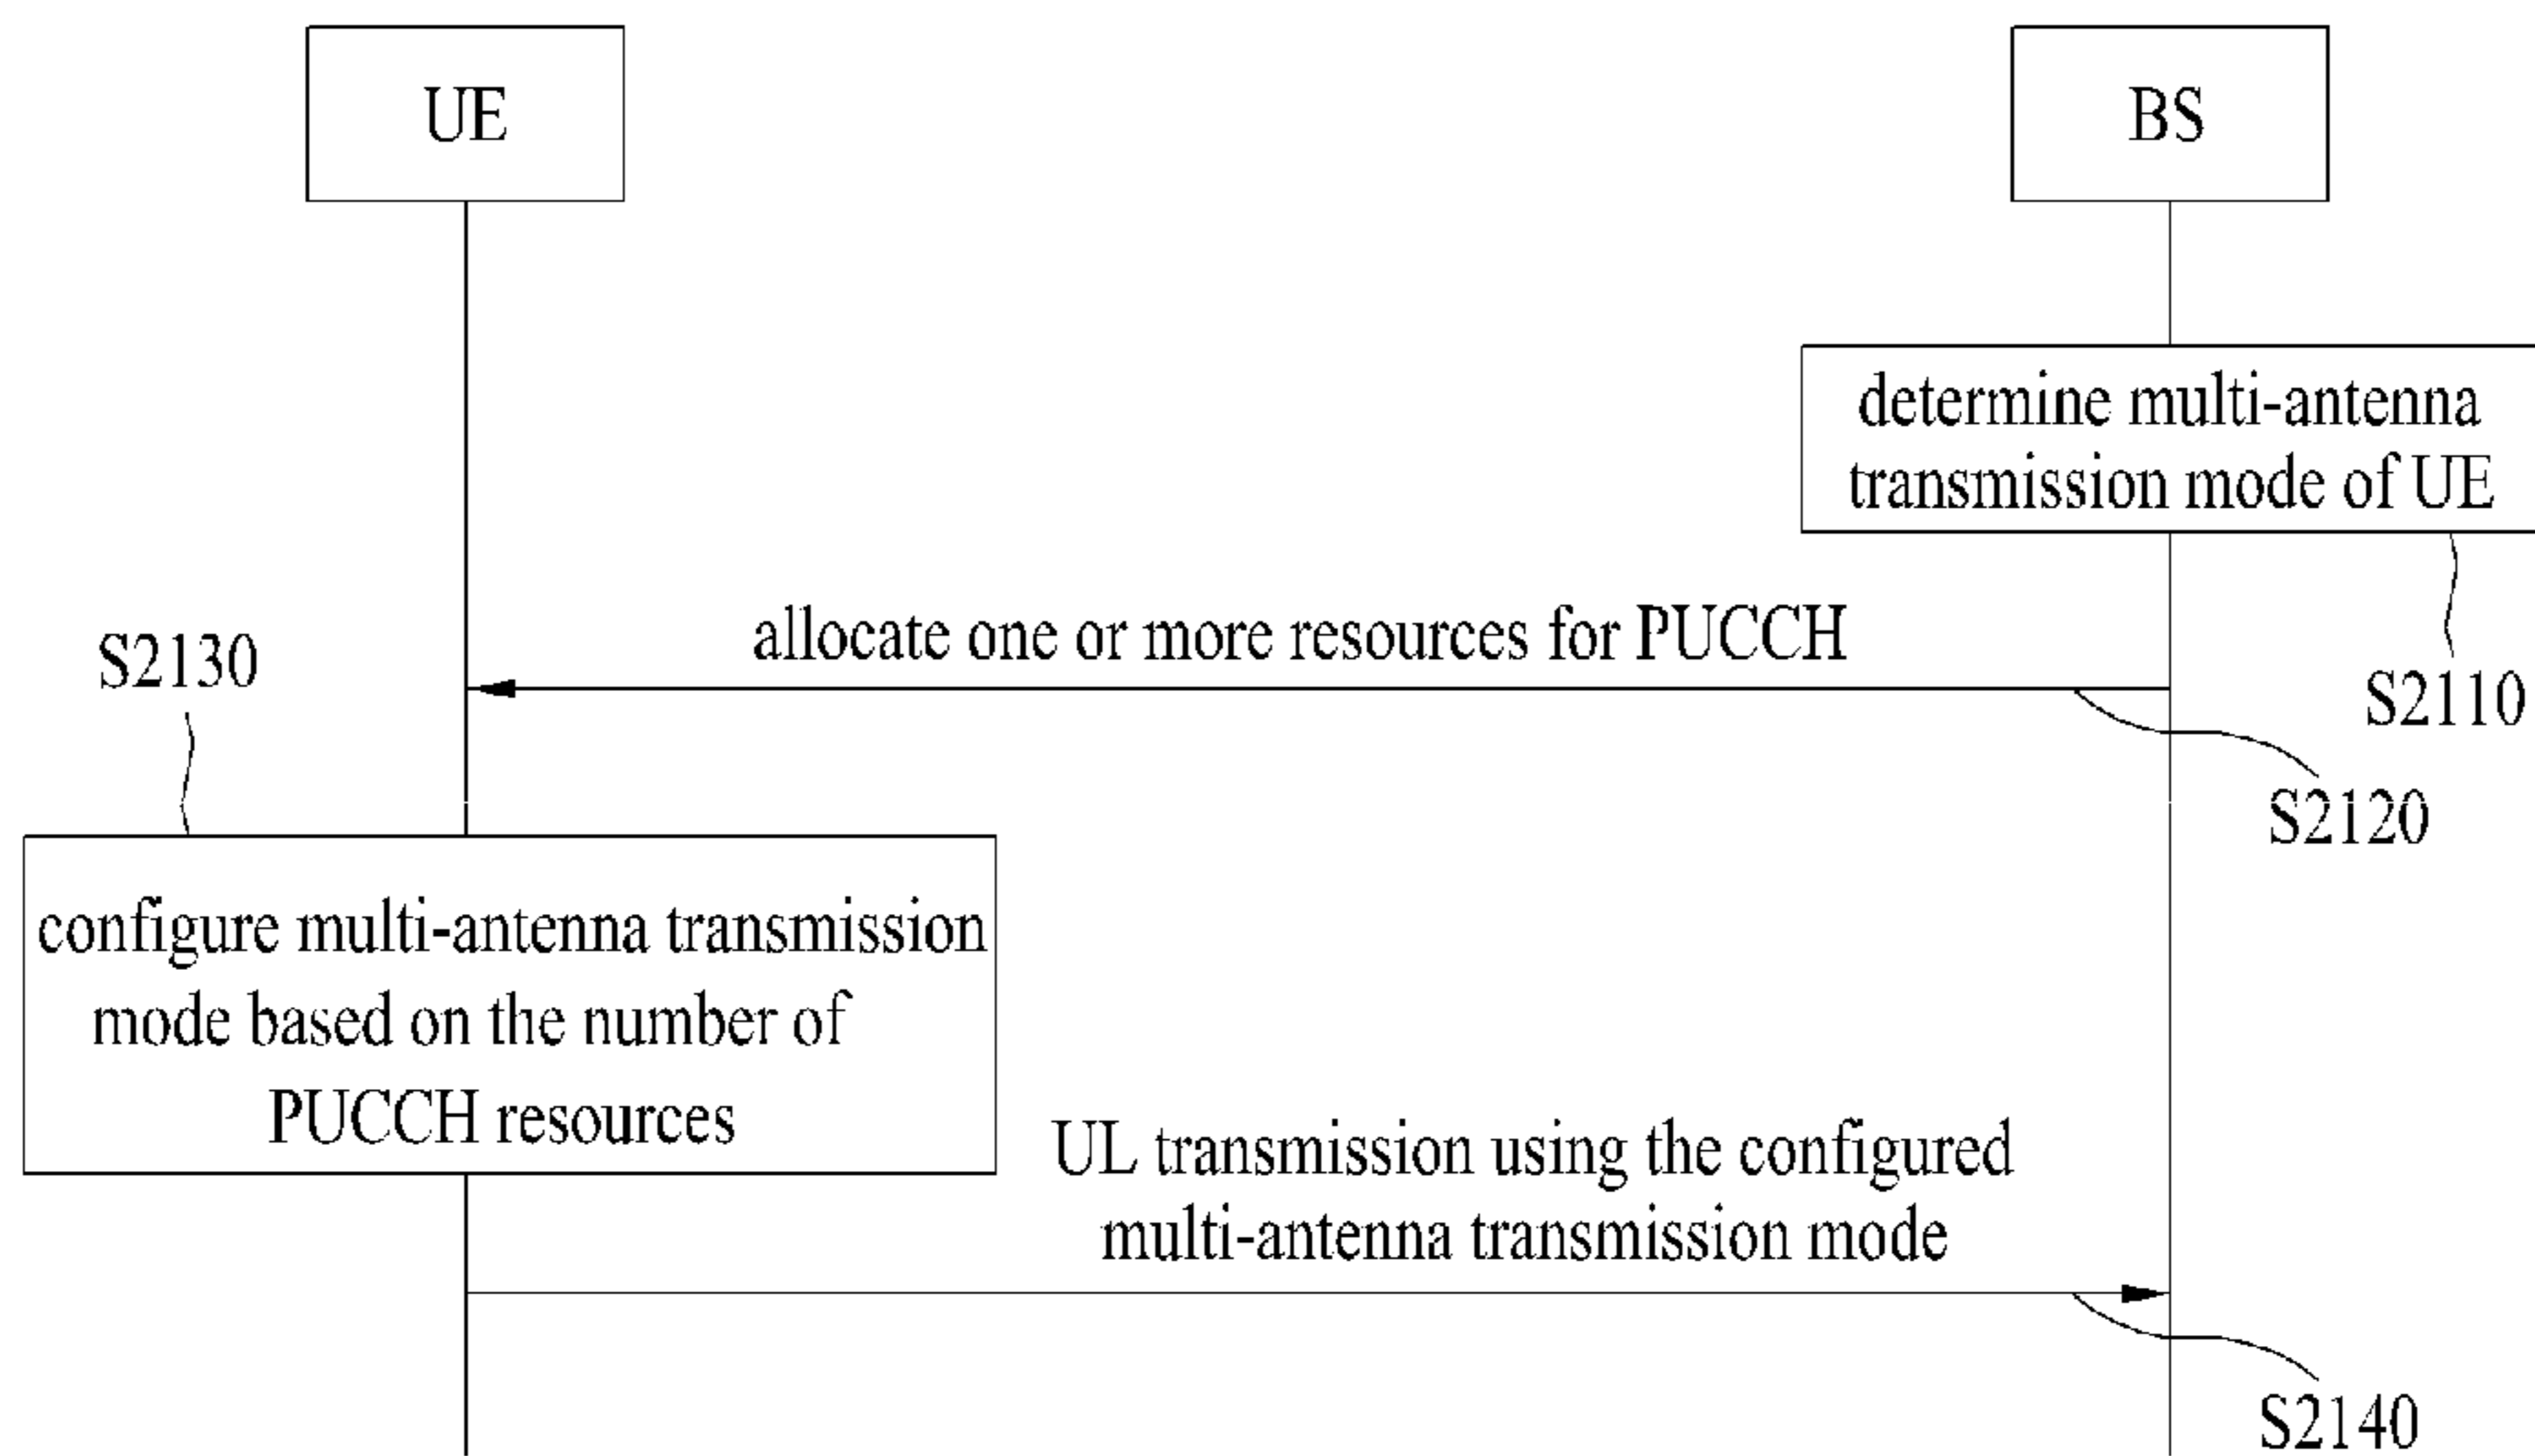 UE
BS
determine multi-antenna
transmission mode of UE
allocate one or more resources for PUCCH
S2130
S2110
S2120
configure multi-antenna transmission
mode based on the number of
PUCCH resources
UL transmission using the configured
multi-antenna transmission mode
S2140